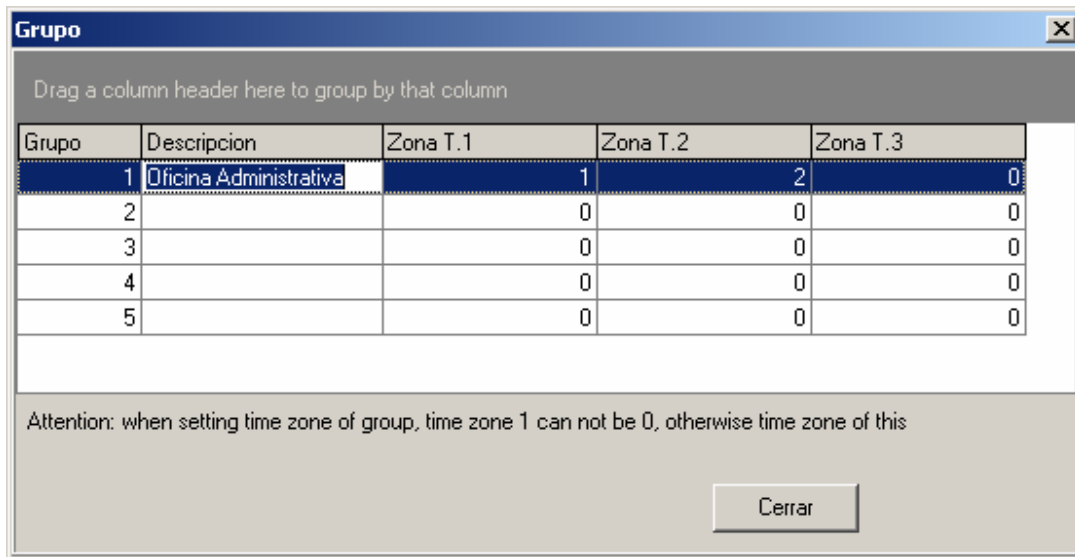 Grupo
Drag a column header here to group by that column
Grupo Descripcion Zona T.1 Zona T.2 Zona T.3
1 Oficina Administrativa 1 2 0
2 0 0 0
3 0 0 0
4 0 0 0
5 0 0 0
Attention: when setting time zone of group, time zone 1 can not be 0, otherwise time zone of this
Cerrar